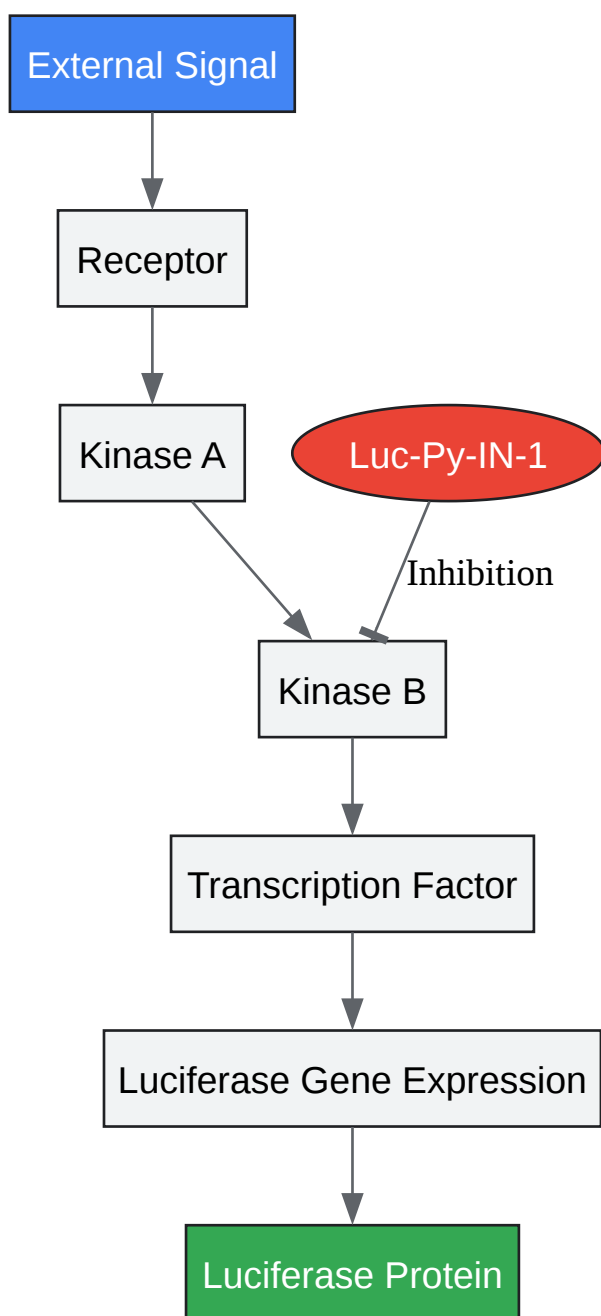 External Signal
Receptor
Kinase A
Luc-Py-IN-1
Inhibition
Kinase B
Transcription Factor
Luciferase Gene Expression
Luciferase Protein